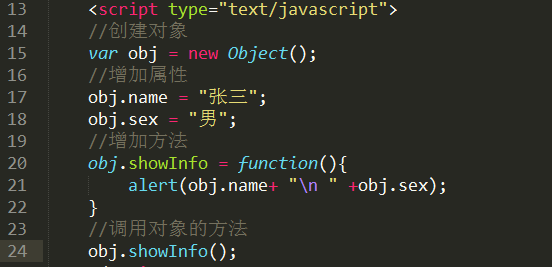 13 <script type="text/javascript">
14 //创建对象
15 var obj = new Object();
16 //增加属性
17 obj.name = "张三";
18 obj.sex = "男";
19 //增加方法
20 obj.showInfo = function(){
21 alert(obj.name+ "\n " +obj.sex);
22 }
23 //调用对象的方法
24 obj.showInfo();